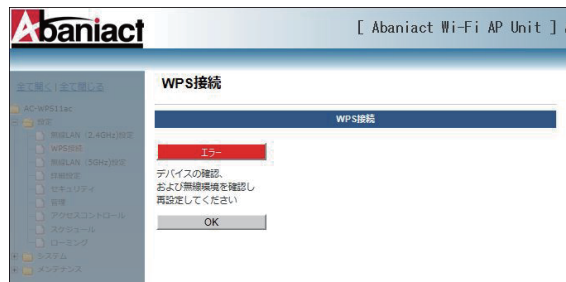 Abaniact
[ Abaniact Wi-Fi AP Unit ]
全て開く | 全て閉じる
WPS接続
AC-WPS11ac
設定
無線LAN (2.4GHz)設定
WPS接続
無線LAN (5GHz)設定
詳細設定
セキュリティ
管理
アクセスコントロール
スケジュール
ローミング
システム
メンテナンス
WPS接続
エラー
デバイスの確認、
および無線環境を確認し
再設定してください
OK